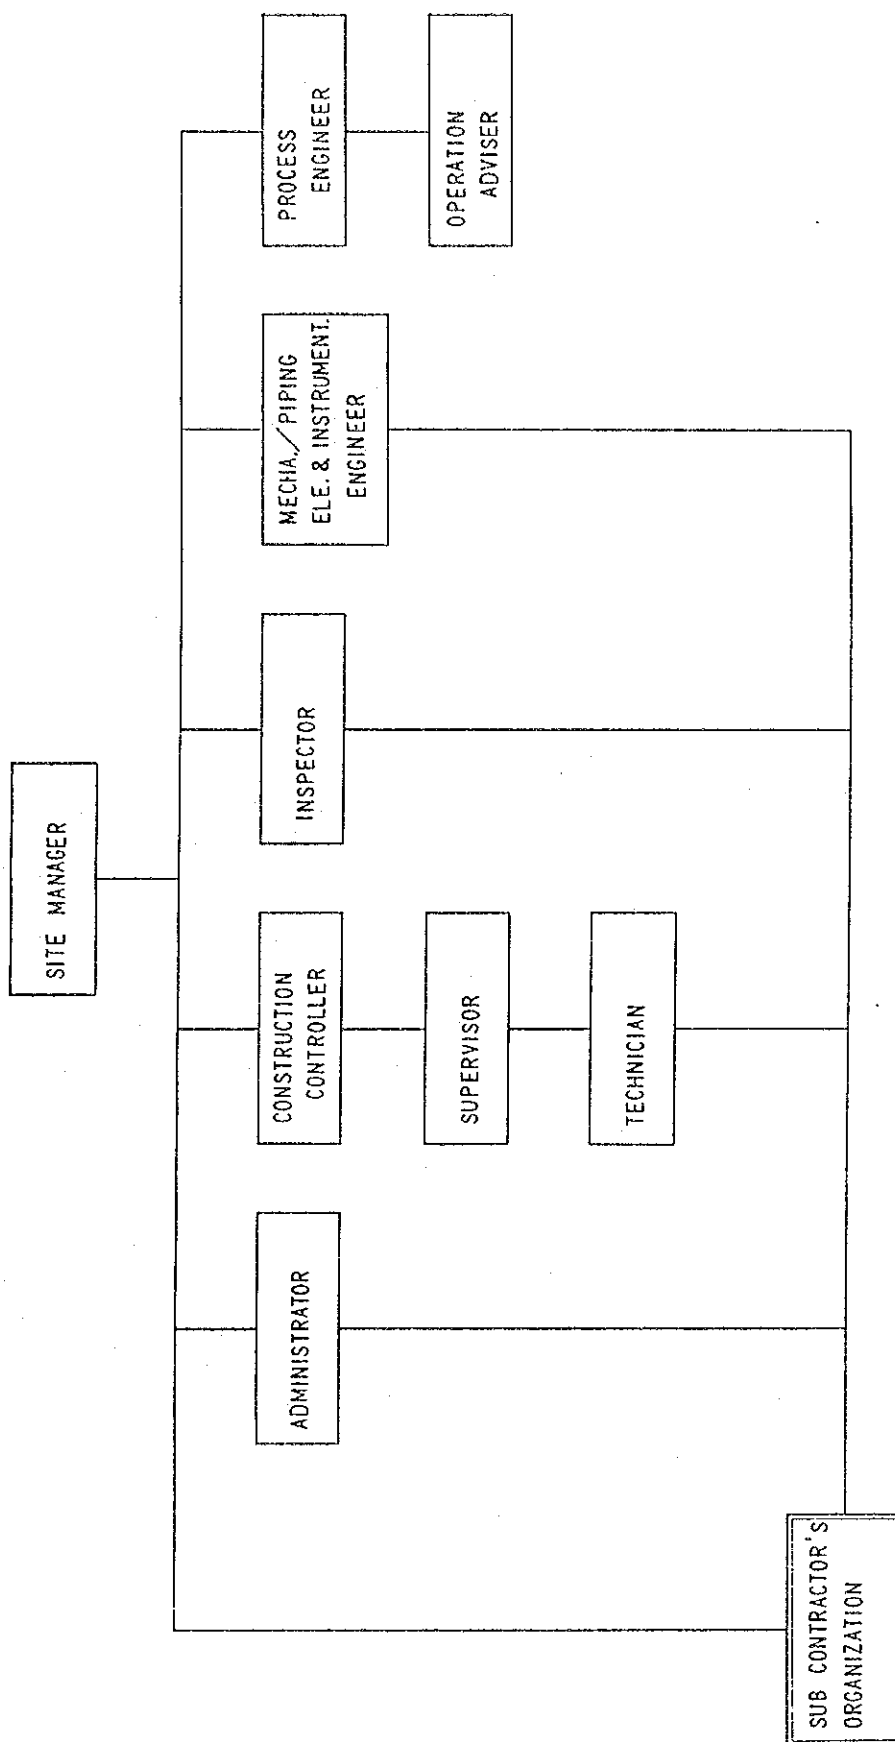 SITE MANAGER
ADMINISTRATOR
CONSTRUCTION
CONTROLLER
SUPERVISOR
TECHNICIAN
INSPECTOR
MECHA./PIPING
ELE. & INSTRUMENT.
ENGINEER
PROCESS
ENGINEER
OPERATION
ADVISER
SUB CONTRACTOR'S
ORGANIZATION